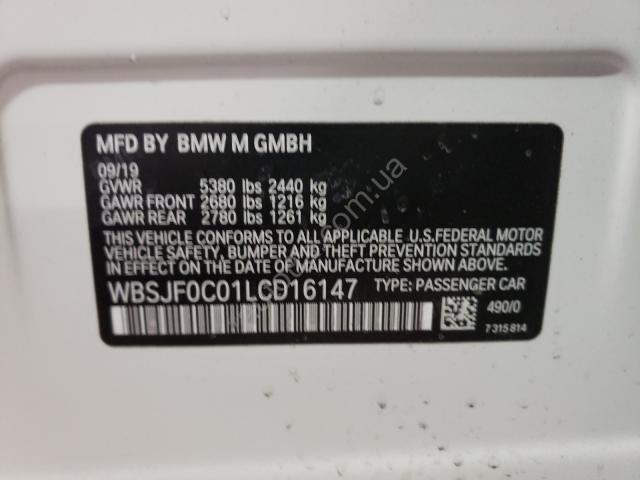 MFD BY BMW M GMBH
09/19
GVWR 5380 lbs 2440 kg
GAWR FRONT 2680 lbs 1216 kg
GAWR REAR 2780 lbs 1261 kg
THIS VEHICLE CONFORMS TO ALL APPLICABLE U.S.FEDERAL MOTOR
VEHICLE SAFETY, BUMPER AND THEFT PREVENTION STANDARDS
IN EFFECT ON THE DATE OF MANUFACTURE SHOWN ABOVE.
WBSJF0C01LCD16147 TYPE: PASSENGER CAR
490/0
7315814